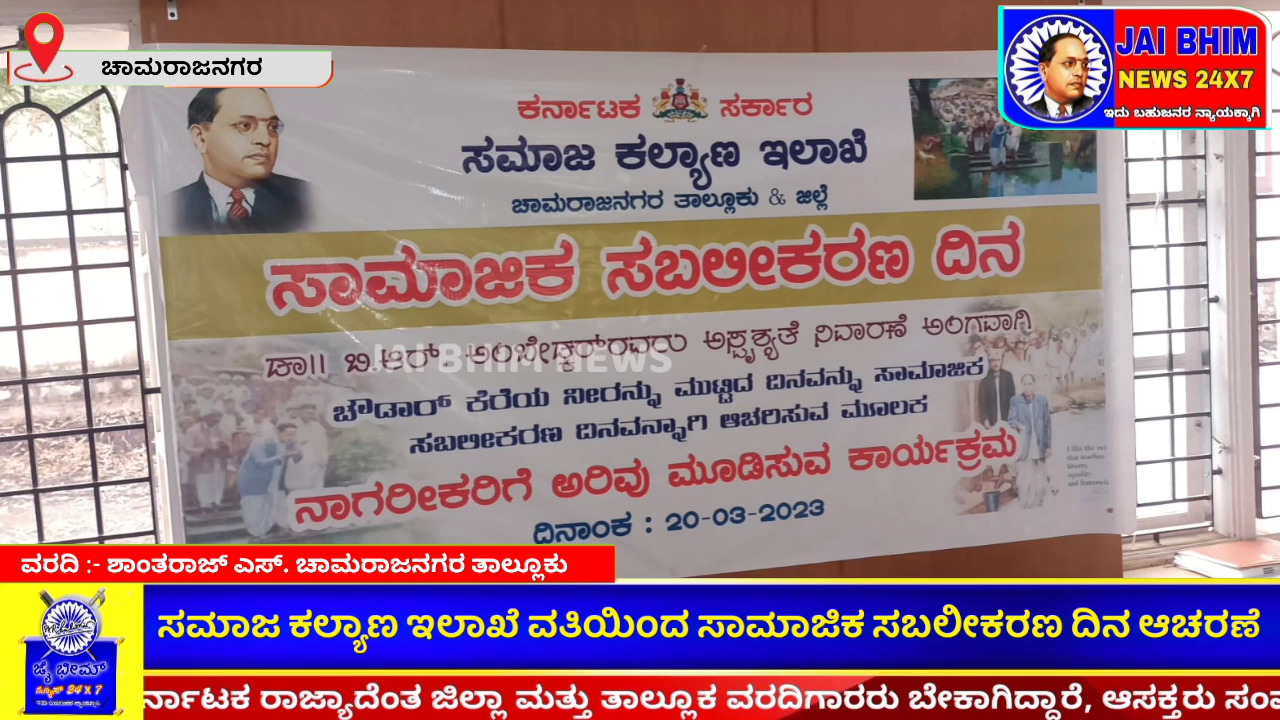 ಚಾಮರಾಜನಗರ
JAI BHIM
NEWS 24X7
ಇದು ಬಹುಜನರ ನ್ಯಾಯಕ್ಕಾಗಿ
ಕರ್ನಾಟಕ ಸರ್ಕಾರ
ಸಮಾಜ ಕಲ್ಯಾಣ ಇಲಾಖೆ
ಚಾಮರಾಜನಗರ ತಾಲ್ಲೂಕು & ಜಿಲ್ಲೆ
ಸಾಮಾಜಿಕ ಸಬಲೀಕರಣ ದಿನ
ಡಾ|| ಬಿ.ಆರ್. ಅಂಬೇಡ್ಕರ್‌ರವರು ಅಸ್ಪೃಶ್ಯತೆ ನಿವಾರಣೆ ಅಂಗವಾಗಿ
JAI BHIM NEWS
ಚೌಡಾರ್ ಕೆರೆಯ ನೀರನ್ನು ಮುಟ್ಟಿದ ದಿನವನ್ನು ಸಾಮಾಜಿಕ
ಸಬಲೀಕರಣ ದಿನವನ್ನಾಗಿ ಆಚರಿಸುವ ಮೂಲಕ
ನಾಗರೀಕರಿಗೆ ಅರಿವು ಮೂಡಿಸುವ ಕಾರ್ಯಕ್ರಮ
ದಿನಾಂಕ : 20-03-2023
ವರದಿ :- ಶಾಂತರಾಜ್ ಎಸ್. ಚಾಮರಾಜನಗರ ತಾಲ್ಲೂಕು
ಸಮಾಜ ಕಲ್ಯಾಣ ಇಲಾಖೆ ವತಿಯಿಂದ ಸಾಮಾಜಿಕ ಸಬಲೀಕರಣ ದಿನ ಆಚರಣೆ
ಜೈ ಭೀಮ್
ನ್ಯೂಸ್ 24 X 7
ರ್ನಾಟಕ ರಾಜ್ಯಾದೆಂತ ಜಿಲ್ಲಾ ಮತ್ತು ತಾಲ್ಲೂಕ ವರದಿಗಾರರು ಬೇಕಾಗಿದ್ದಾರೆ, ಆಸಕ್ತರು ಸಂಪ